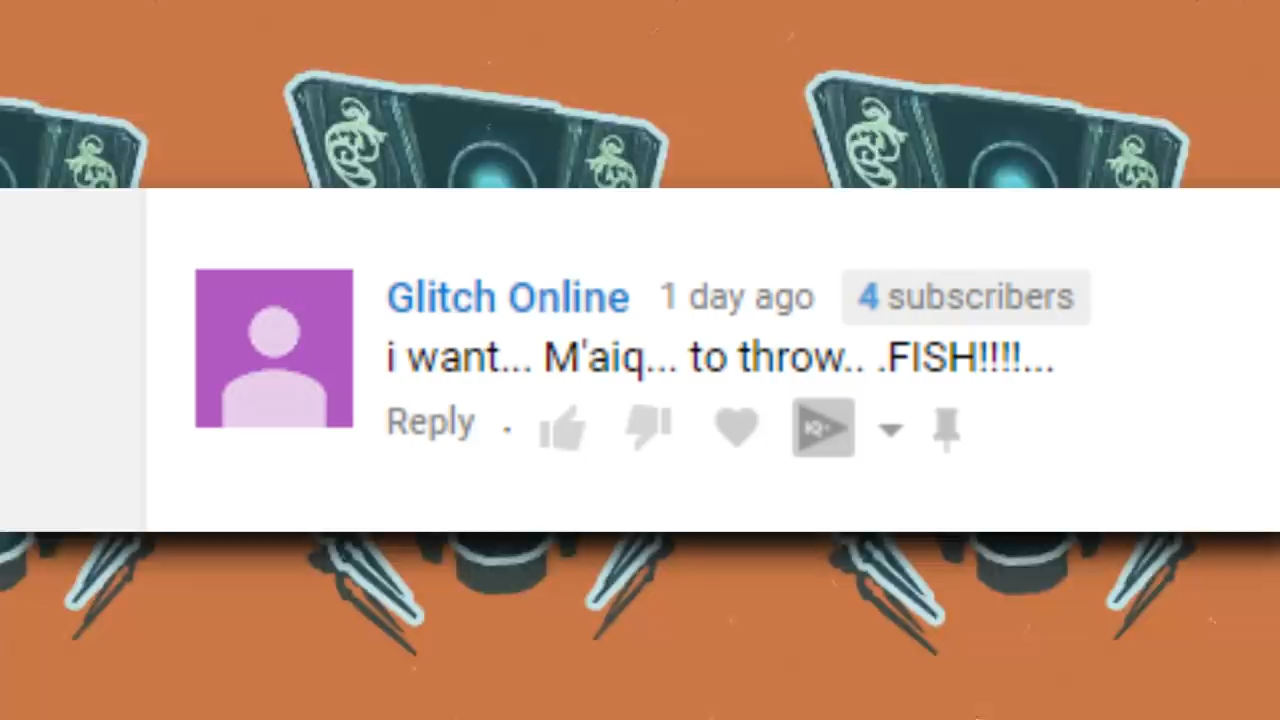 Glitch Online 1 day ago 4 subscribers
i want... M'aiq... to throw.. .FISH!!!!...
Reply .